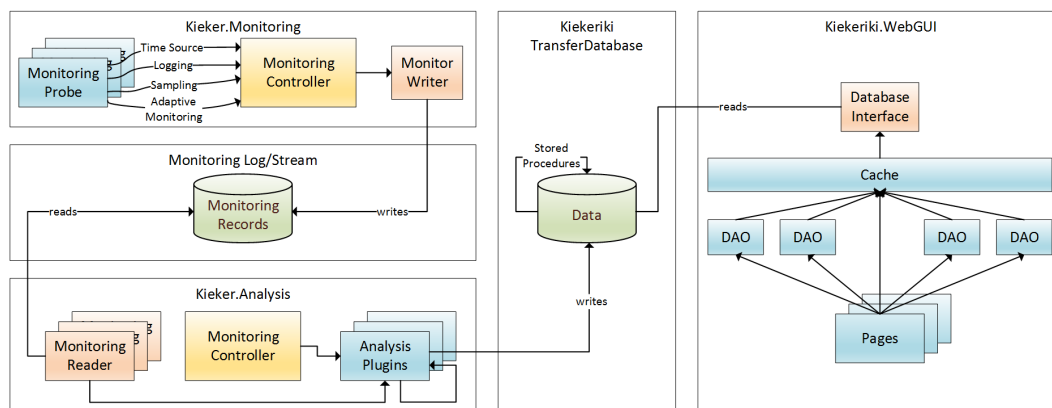 Kieker.Monitoring
Time Source
Logging
Sampling
Adaptive
Monitoring
Monitoring
Probe
Monitoring
Controller
Monitor
Writer
Monitoring Log/Stream
reads
Monitoring
Records
writes
Kieker.Analysis
Monitoring
Reader
Monitoring
Controller
Analysis
Plugins
Kiekeriki
TransferDatabase
Stored
Procedures
Data
writes
reads
Kiekeriki.WebGUI
Database
Interface
Cache
DAO
DAO
DAO
DAO
Pages